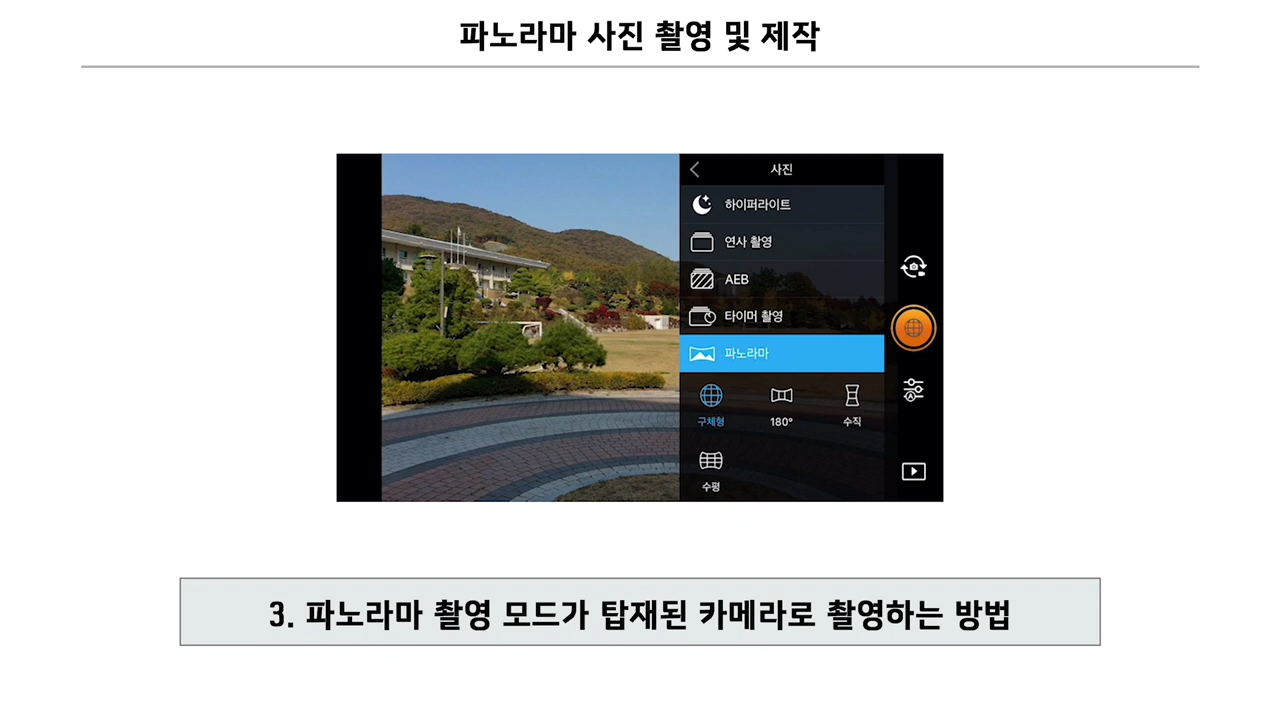 파노라마 사진 촬영 및 제작
사진
하이퍼라이트
연사 촬영
AEB
타이머 촬영
파노라마
구체형 180° 수직
수평
3. 파노라마 촬영 모드가 탑재된 카메라로 촬영하는 방법